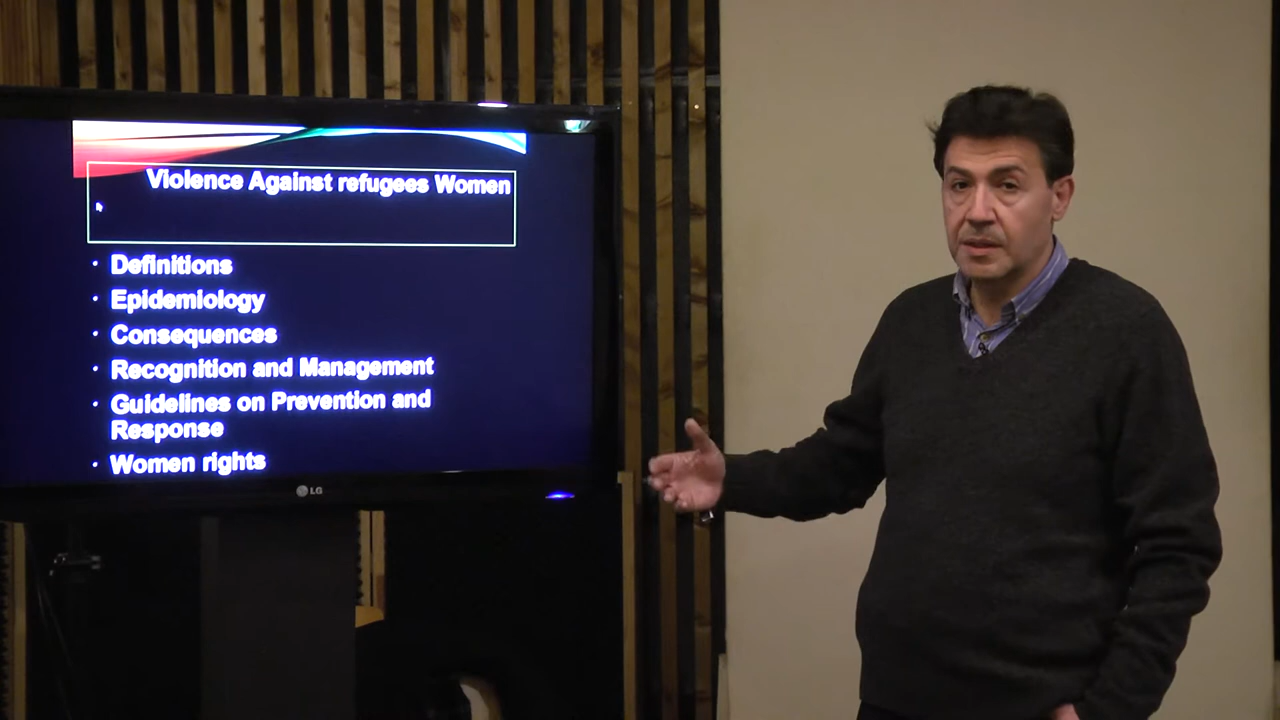 Violence Against refugees Women
• Definitions
• Epidemiology
• Consequences
• Recognition and Management
• Guidelines on Prevention and
Response
• Women rights
LG